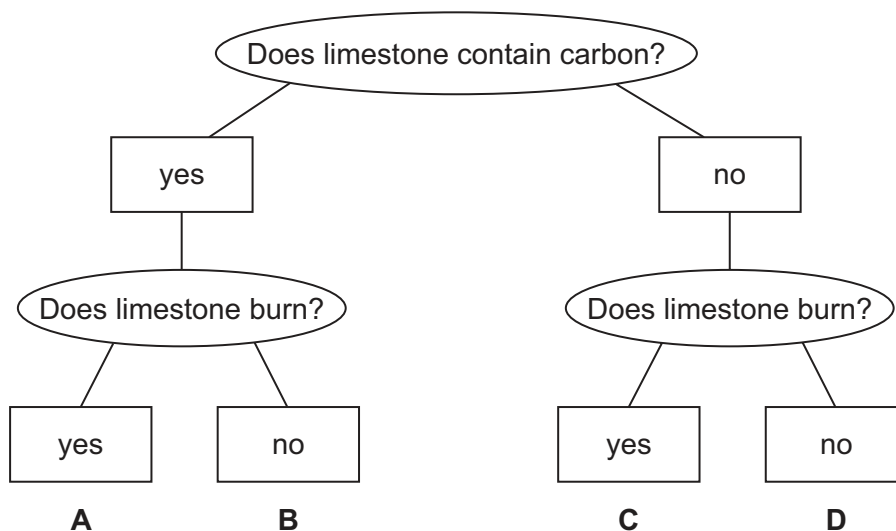 Does limestone contain carbon?
yes
no
Does limestone burn?
Does limestone burn?
yes
no
yes
no
A
B
C
D